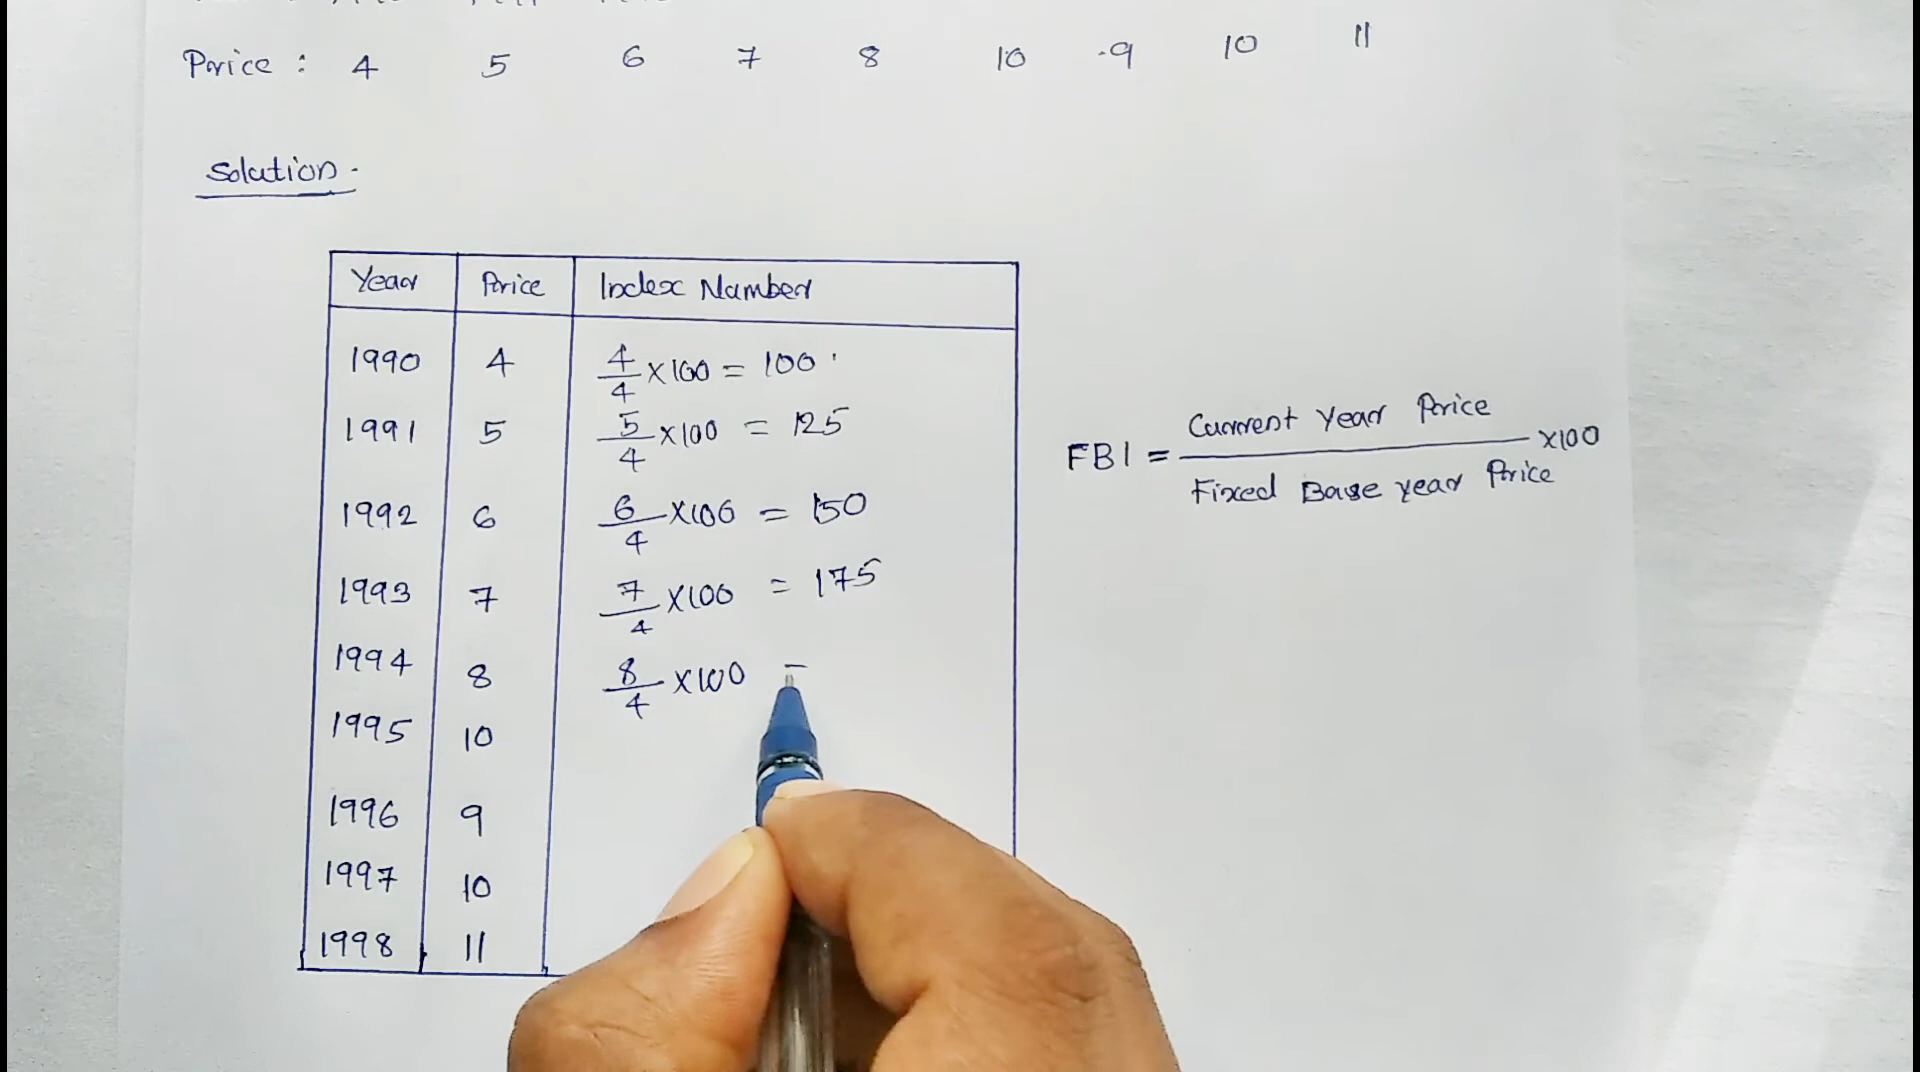 Price : 4 5 6 7 8 10 9 10 11
Solution.
Year Price Index Number
1990 4 4/4 ×100 = 100
1991 5 5/4 ×100 = 125
1992 6 6/4 ×100 = 150
1993 7 7/4 ×100 = 175
1994 8 8/4 ×100 =
1995 10
1996 9
1997 10
1998 11
FBI = Current Year Price / Fixed Base year Price ×100